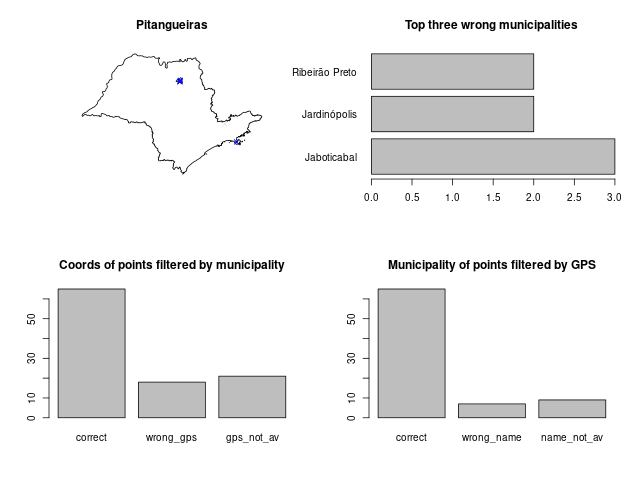 Pitangueiras
Top three wrong municipalities
Ribeirão Preto
Jardinópolis
Jaboticabal
0.0 0.5 1.0 1.5 2.0 2.5 3.0
Coords of points filtered by municipality
0 10 30 50
correct wrong_gps gps_not_av
Municipality of points filtered by GPS
0 10 30 50
correct wrong_name name_not_av